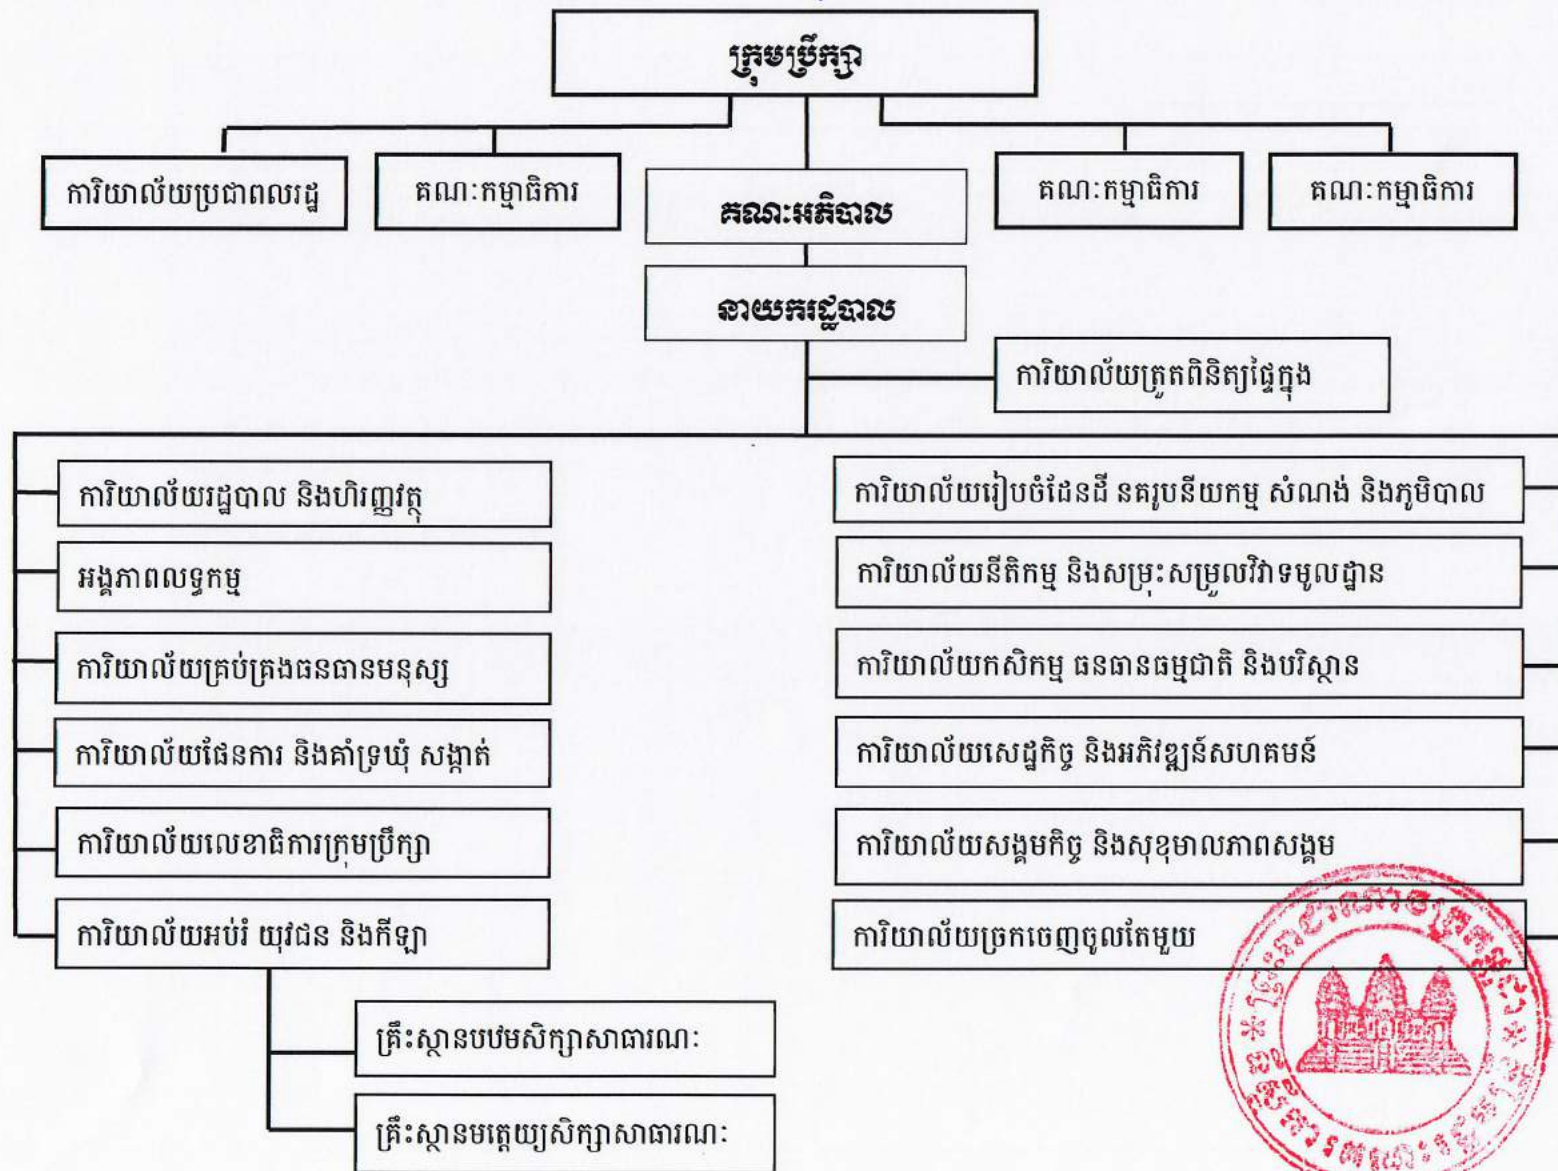 ក្រុមប្រឹក្សា
ការិយាល័យប្រជាពលរដ្ឋ
គណៈកម្មាធិការ
គណៈអភិបាល
គណៈកម្មាធិការ
គណៈកម្មាធិការ
នាយករដ្ឋបាល
ការិយាល័យត្រួតពិនិត្យផ្ទៃក្នុង
ការិយាល័យរដ្ឋបាល និងហិរញ្ញវត្ថុ
អង្គភាពលទ្ធកម្ម
ការិយាល័យគ្រប់គ្រងធនធានមនុស្ស
ការិយាល័យផែនការ និងគាំទ្រឃុំ សង្កាត់
ការិយាល័យលេខាធិការក្រុមប្រឹក្សា
ការិយាល័យអប់រំ យុវជន និងកីឡា
គ្រឹះស្ថានបឋមសិក្សាសាធារណៈ
គ្រឹះស្ថានមត្តេយ្យសិក្សាសាធារណៈ
ការិយាល័យរៀបចំដែនដី នគរូបនីយកម្ម សំណង់ និងភូមិបាល
ការិយាល័យនីតិកម្ម និងសម្រុះសម្រួលវិវាទមូលដ្ឋាន
ការិយាល័យកសិកម្ម ធនធានធម្មជាតិ និងបរិស្ថាន
ការិយាល័យសេដ្ឋកិច្ច និងអភិវឌ្ឍន៍សហគមន៍
ការិយាល័យសង្គមកិច្ច និងសុខុមាលភាពសង្គម
ការិយាល័យច្រកចេញចូលតែមួយ
ព្រះរាជាណាចក្រកម្ពុជា